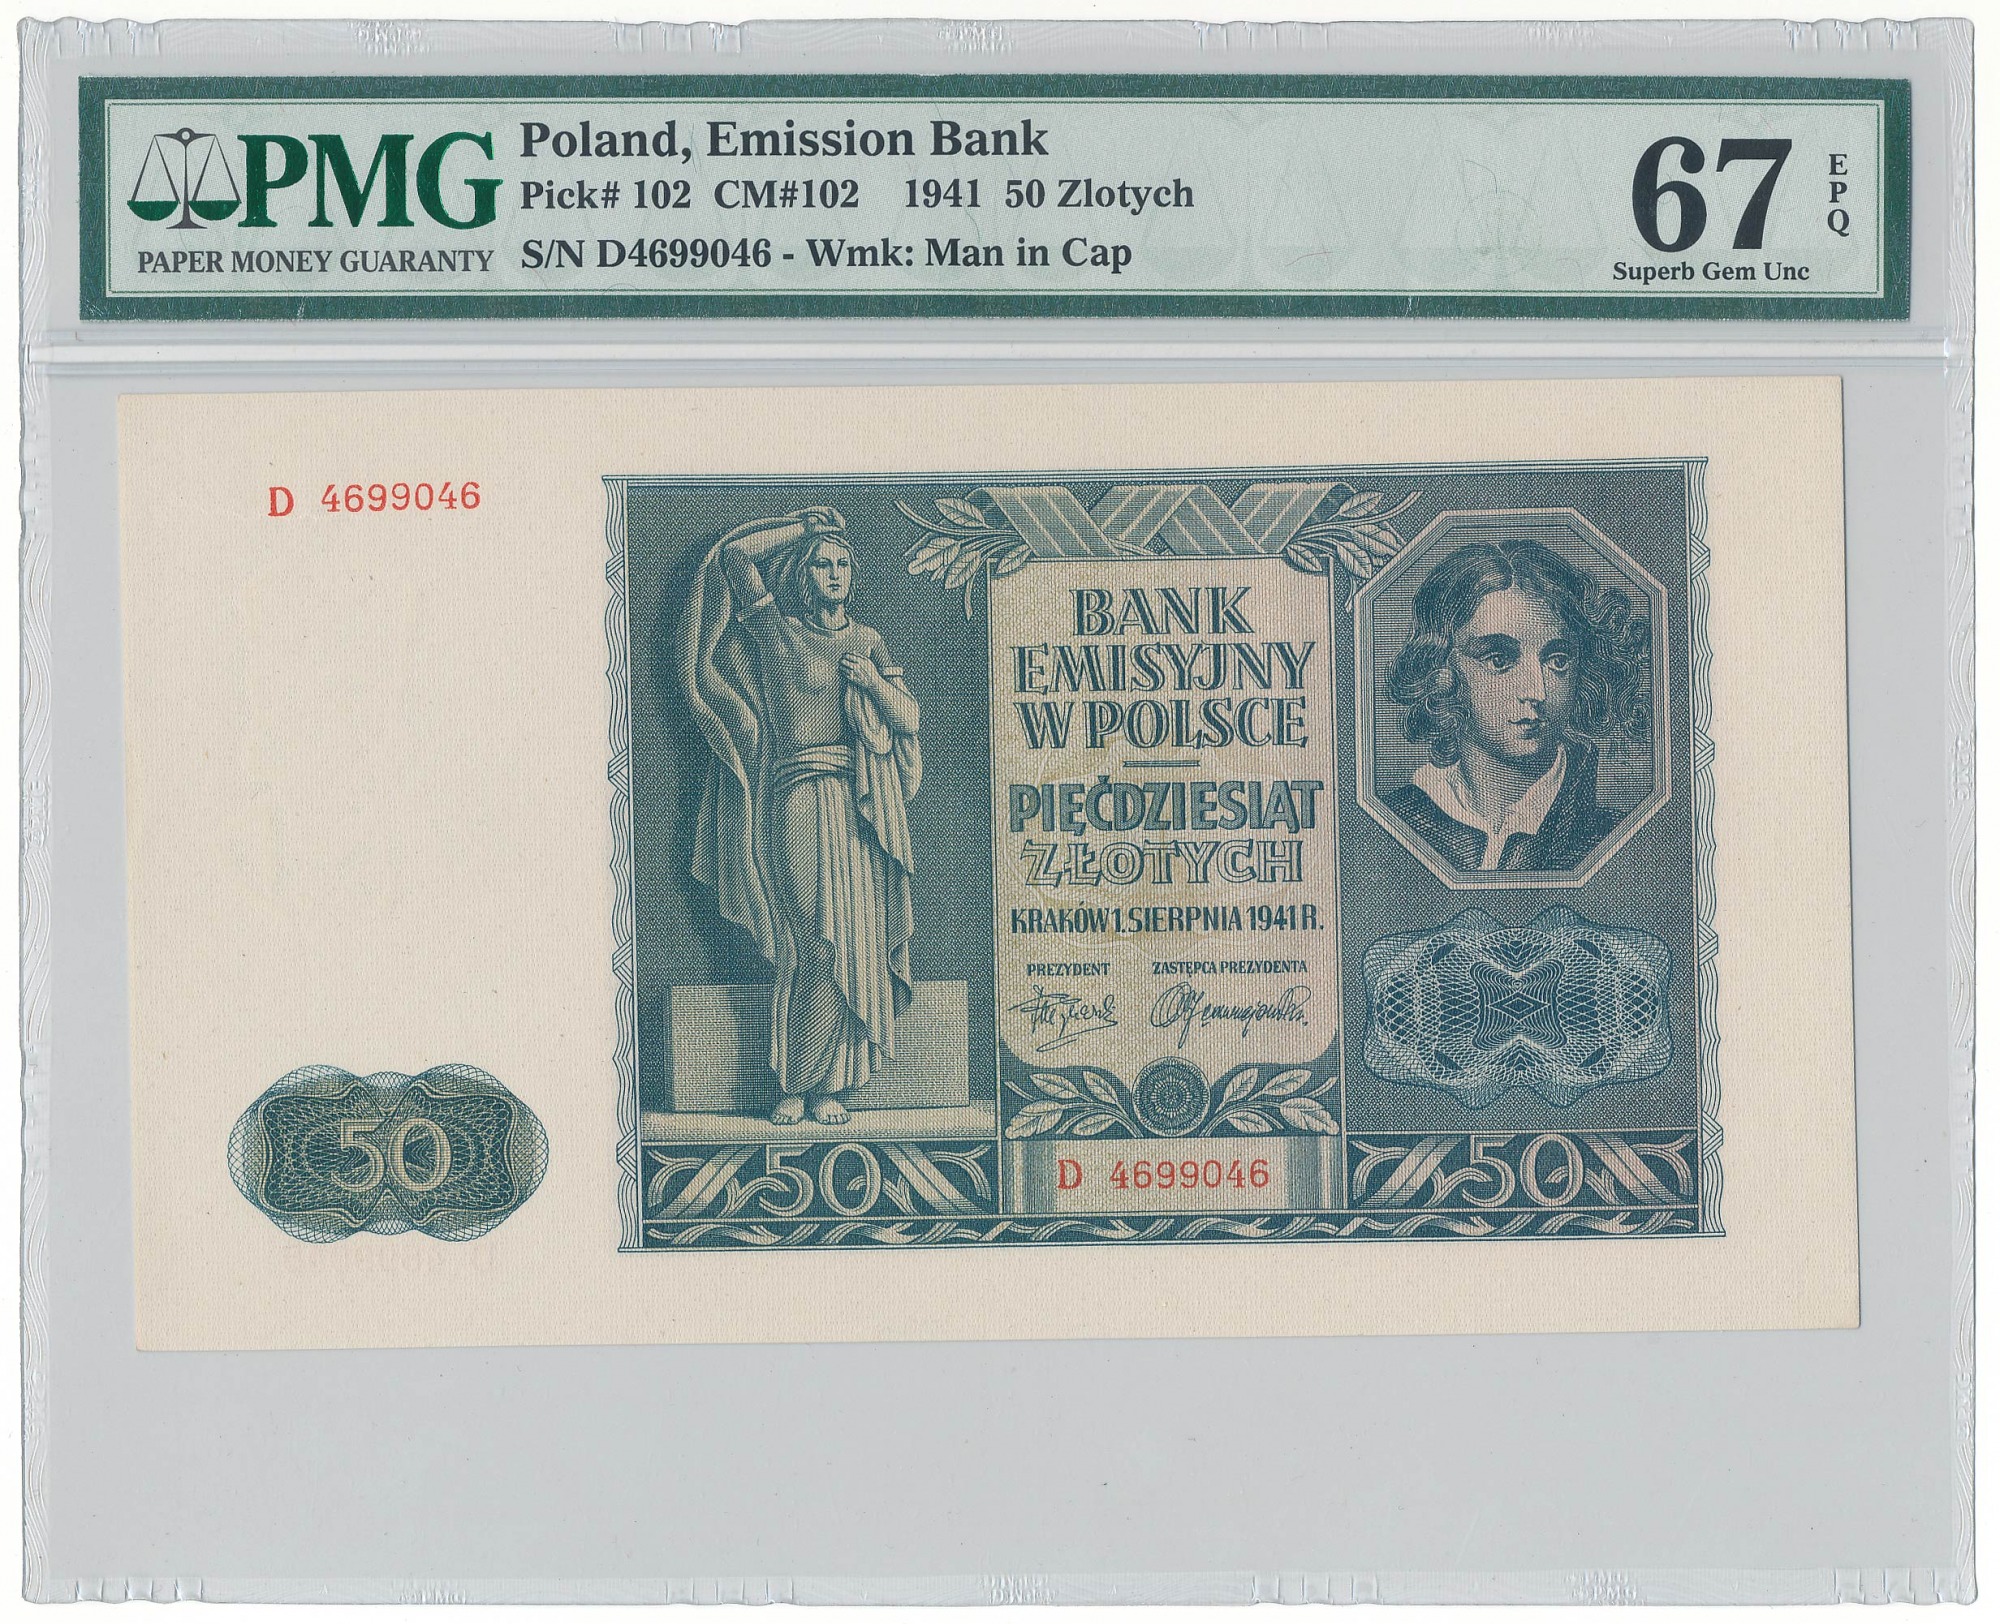 PMG
PAPER MONEY GUARANTY
Poland, Emission Bank
Pick# 102 CM#102 1941 50 Zlotych
S/N D4699046 - Wmk: Man in Cap
67
EPQ
Superb Gem Unc
D 4699046
BANK
EMISYJNY
W POLSCE
PIĘĆDZIESIĄT
ZŁOTYCH
KRAKÓW 1. SIERPNIA 1941 R.
PREZYDENT ZASTĘPCA PREZYDENTA
50
50
D 4699046
50